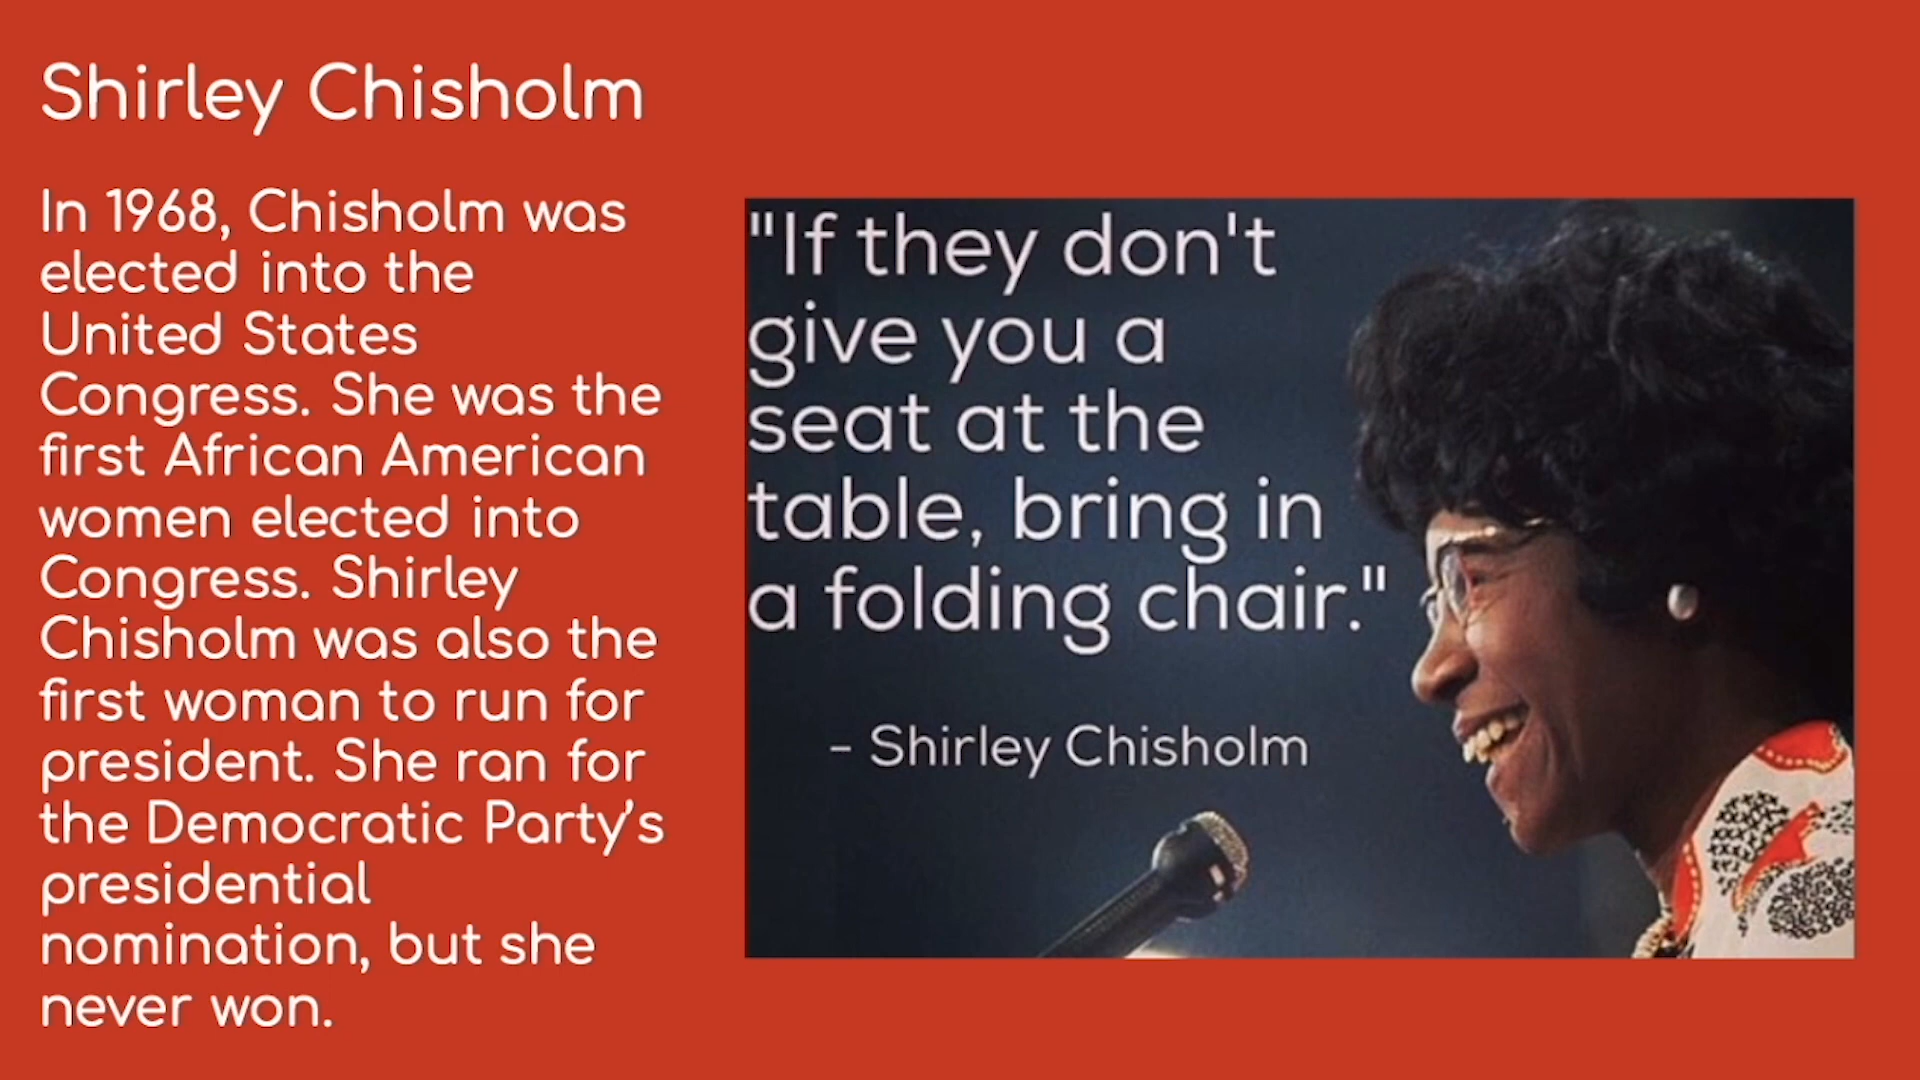 Shirley Chisholm
In 1968, Chisholm was
elected into the
United States
Congress. She was the
first African American
women elected into
Congress. Shirley
Chisholm was also the
first woman to run for
president. She ran for
the Democratic Party's
presidential
nomination, but she
never won.
"If they don't
give you a
seat at the
table, bring in
a folding chair."
- Shirley Chisholm